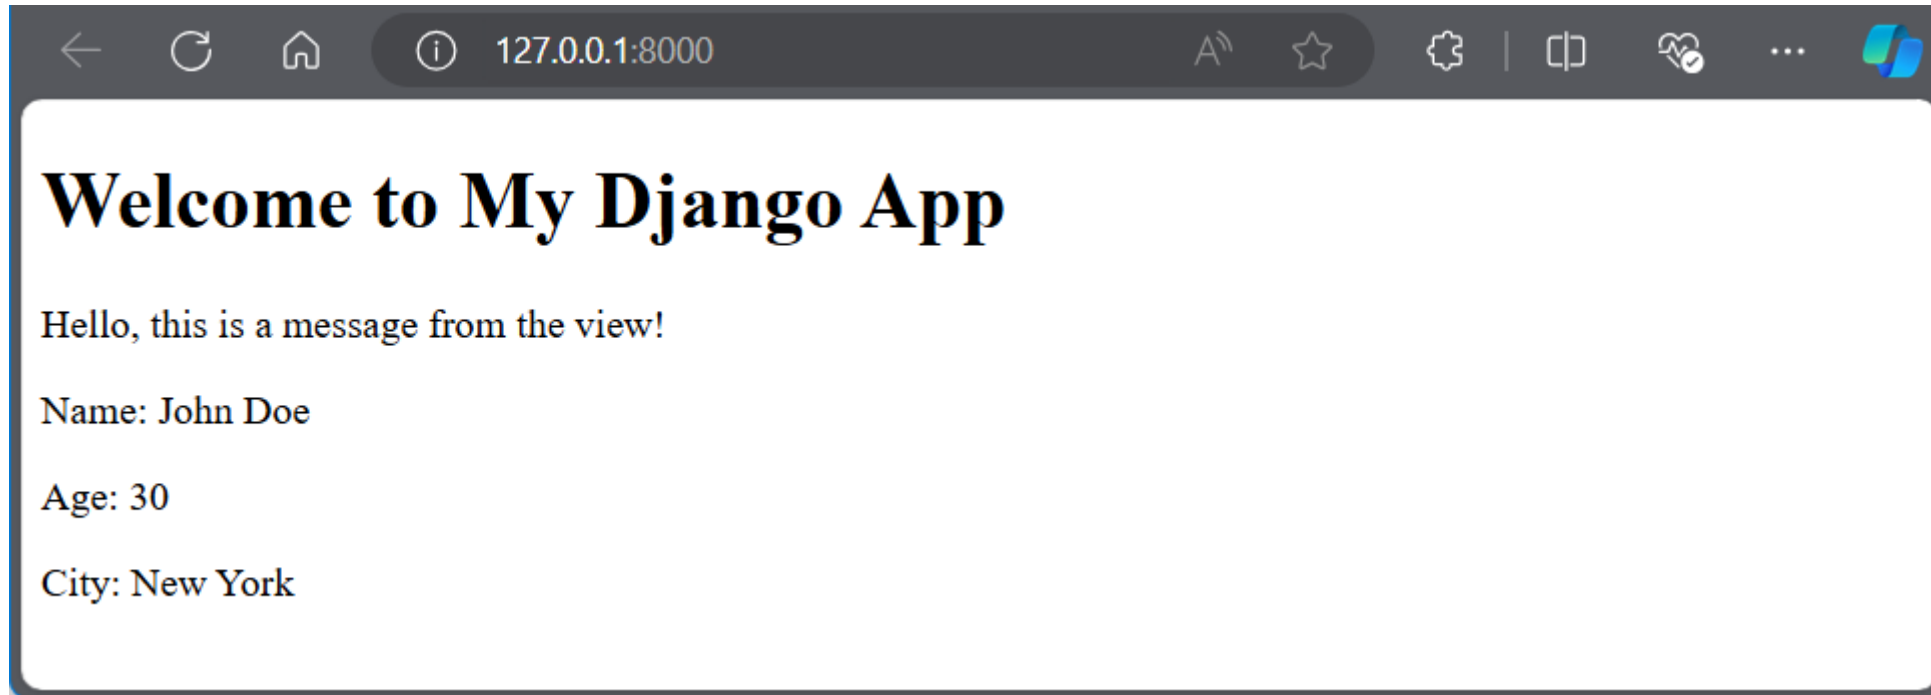 127.0.0.1:8000
Welcome to My Django App
Hello, this is a message from the view!
Name: John Doe
Age: 30
City: New York